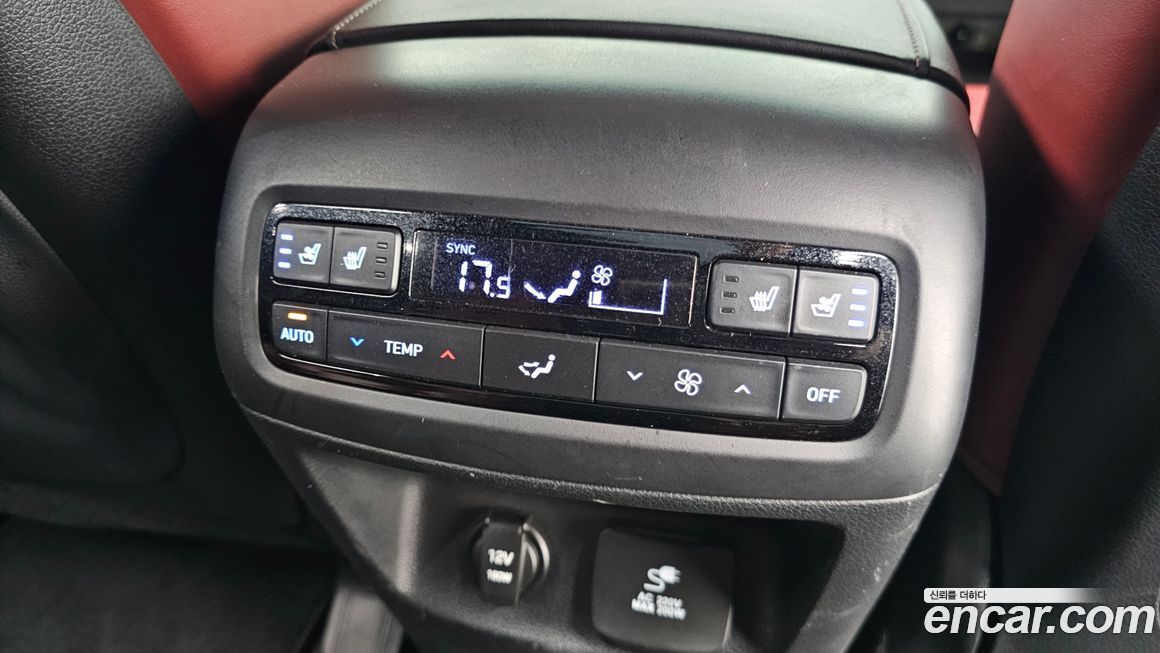 SYNC
17.5
AUTO
TEMP
OFF
12V
180W
AC 220V
MAX 200W
신뢰를 더하다
encar.com